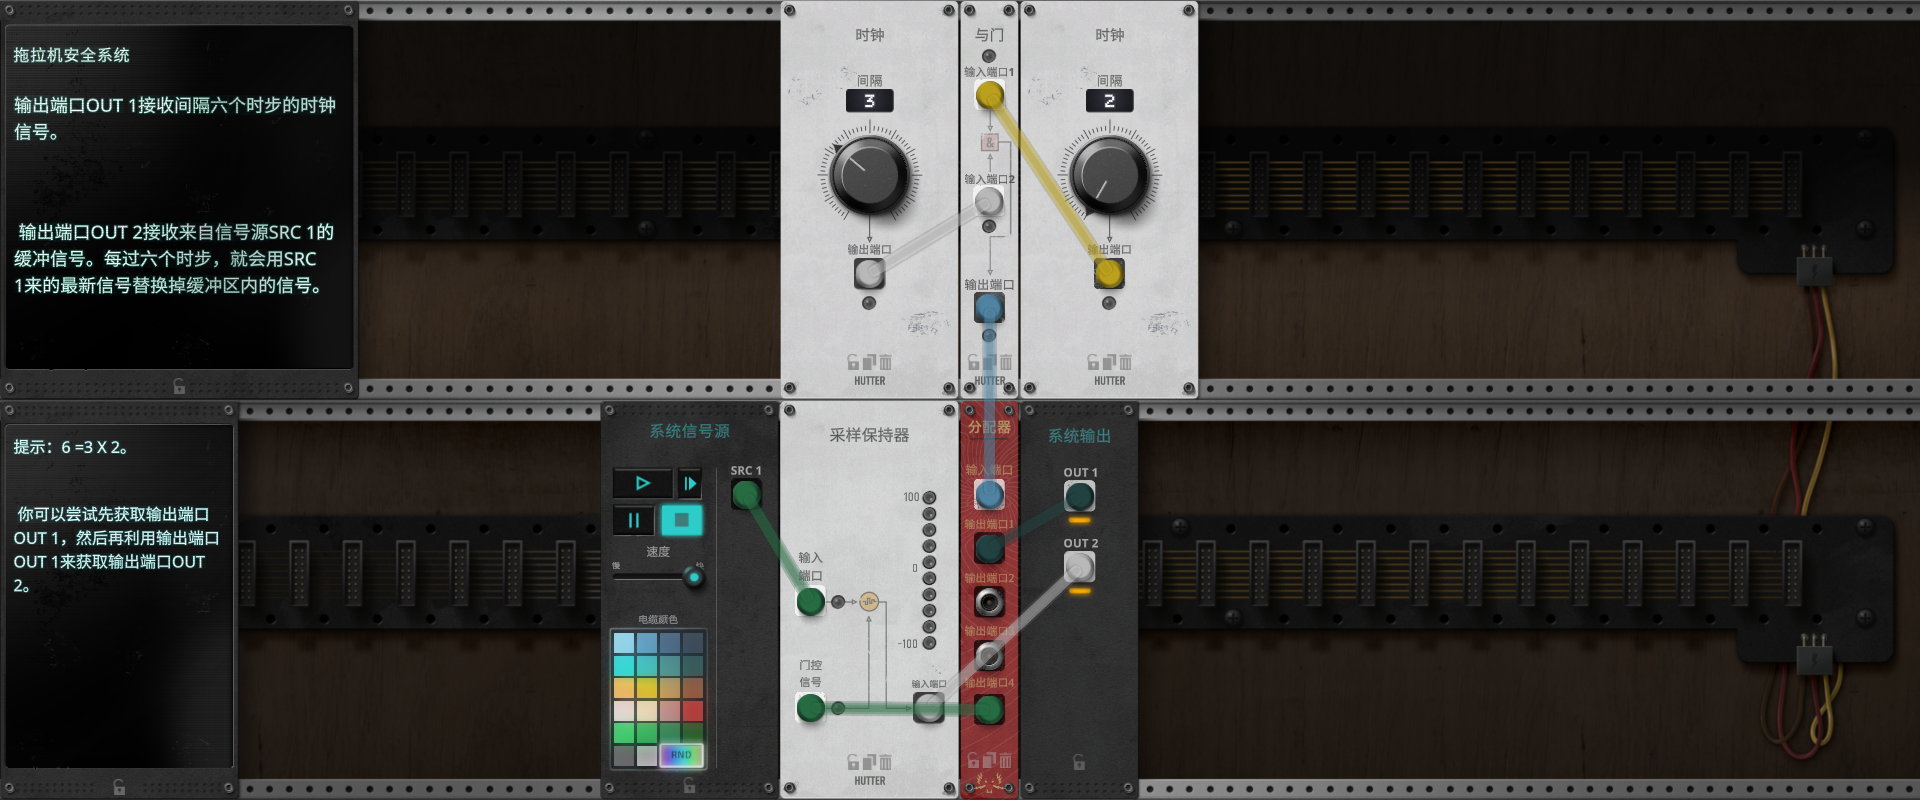 拖拉机安全系统
输出端口OUT 1接收间隔六个时步的时钟
信号。
输出端口OUT 2接收来自信号源SRC 1的
缓冲信号。每过六个时步，就会用SRC
1来的最新信号替换掉缓冲区内的信号。
时钟
间隔
3
输出端口
HUTTER
与门
输入端口1
&
输入端口2
输出端口
HUTTER
时钟
间隔
2
输出端口
HUTTER
提示：6 =3 X 2。
你可以尝试先获取输出端口
OUT 1，然后再利用输出端口
OUT 1来获取输出端口OUT
2。
系统信号源
SRC 1
速度
慢
快
电缆颜色
RND
采样保持器
100
0
-100
输入
端口
门控
信号
输入端口
HUTTER
分配器
输入端口
输出端口1
输出端口2
输出端口3
输出端口4
系统输出
OUT 1
OUT 2